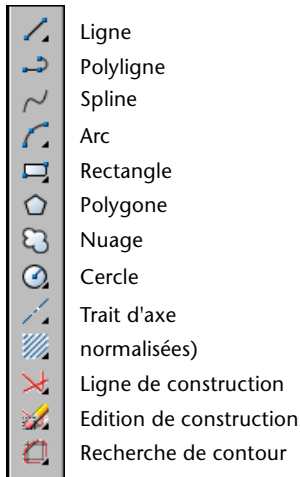 Ligne
Polyligne
Spline
Arc
Rectangle
Polygone
Nuage
Cercle
Trait d'axe
normalisées)
Ligne de construction
Edition de construction
Recherche de contour